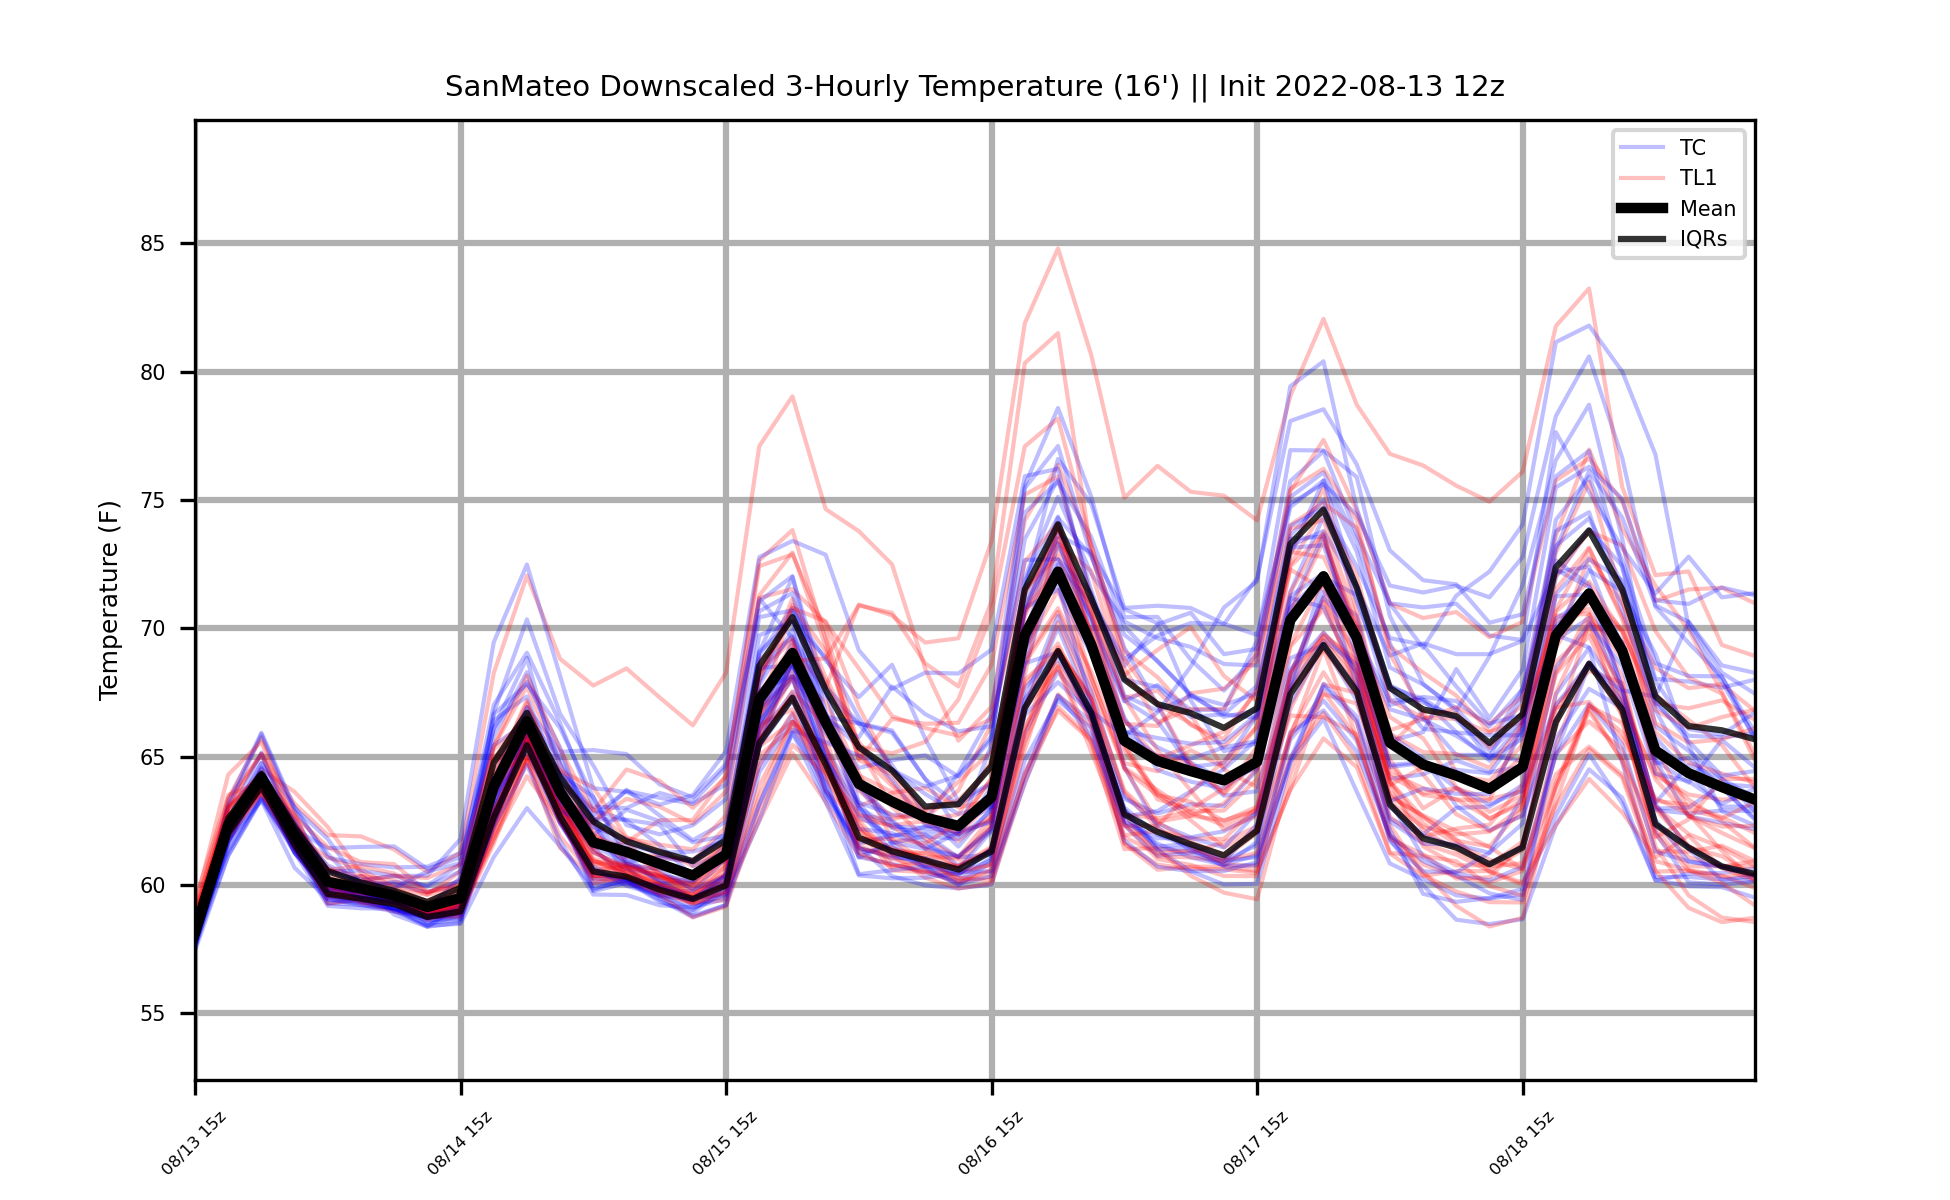 SanMateo Downscaled 3-Hourly Temperature (16') || Init 2022-08-13 12z
TC
TL1
Mean
IQRs
Temperature (F)
85
80
75
70
65
60
55
08/13 15z
08/14 15z
08/15 15z
08/16 15z
08/17 15z
08/18 15z